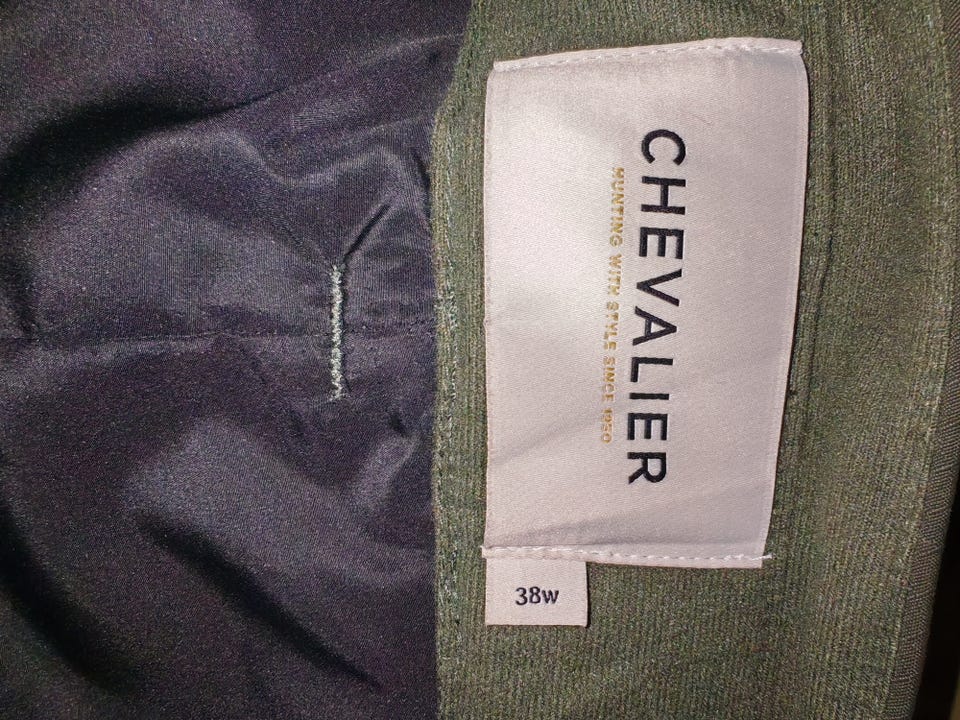 CHEVALIER
HUNTING WITH STYLE SINCE 1950
38w